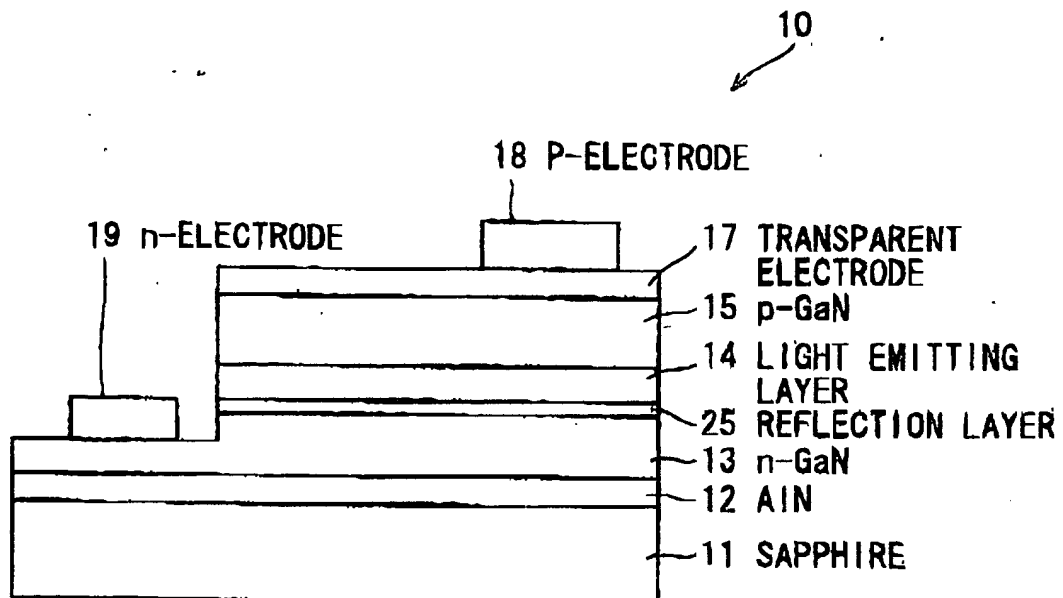 10
18 P-ELECTRODE
19 n-ELECTRODE
17 TRANSPARENT
ELECTRODE
15 p-GaN
14 LIGHT EMITTING
LAYER
25 REFLECTION LAYER
13 n-GaN
12 AlN
11 SAPPHIRE